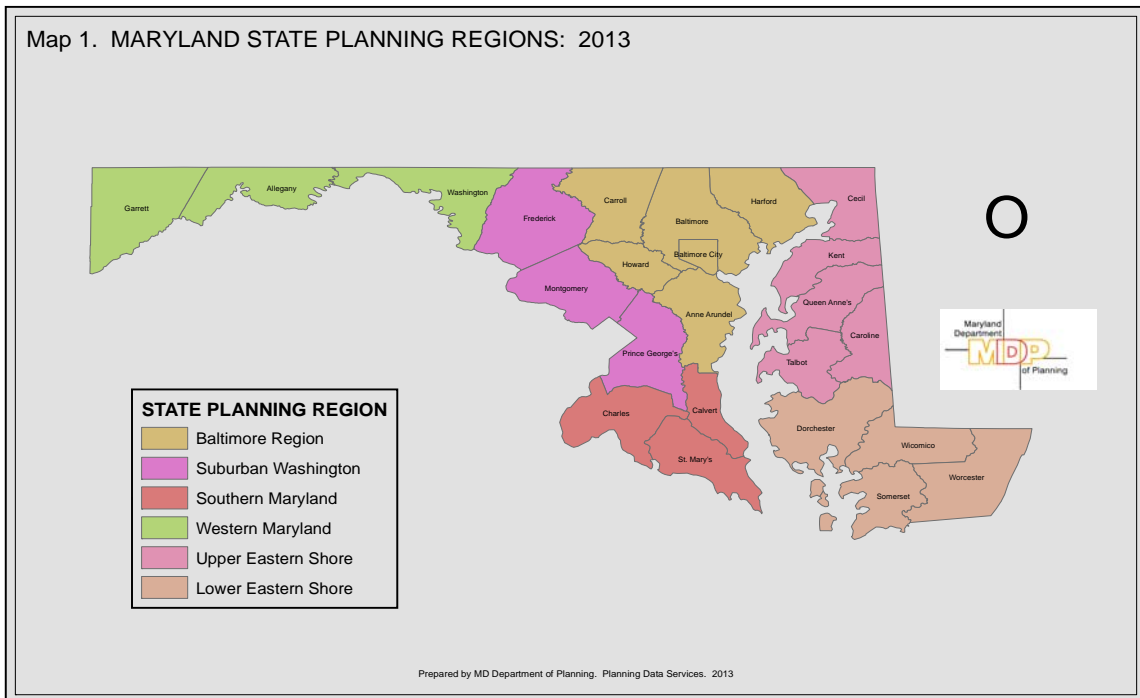 Map 1. MARYLAND STATE PLANNING REGIONS: 2013
Garrett
Allegany
Washington
Frederick
Carroll
Baltimore
Harford
Cecil
O
Baltimore City
Kent
Howard
Montgomery
Anne Arundel
Queen Anne's
Caroline
Prince George's
Talbot
Maryland
Department
MDP
of Planning
Charles
Calvert
St. Mary's
Dorchester
Wicomico
Worcester
Somerset
STATE PLANNING REGION
Baltimore Region
Suburban Washington
Southern Maryland
Western Maryland
Upper Eastern Shore
Lower Eastern Shore
Prepared by MD Department of Planning. Planning Data Services. 2013